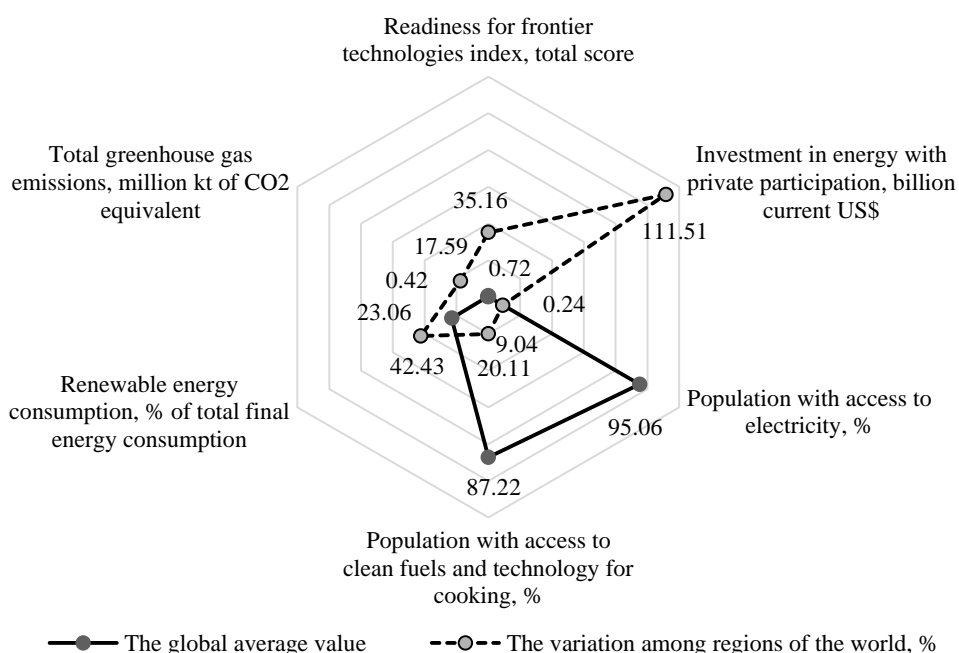 Readiness for frontier
technologies index, total score
Total greenhouse gas
emissions, million kt of CO2
equivalent
Investment in energy with
private participation, billion
current US$
35.16
111.51
17.59
0.72
0.42
0.24
23.06
9.04
42.43
20.11
Renewable energy
consumption, % of total final
energy consumption
Population with access to
electricity, %
95.06
87.22
Population with access to
clean fuels and technology for
cooking, %
The global average value
The variation among regions of the world, %